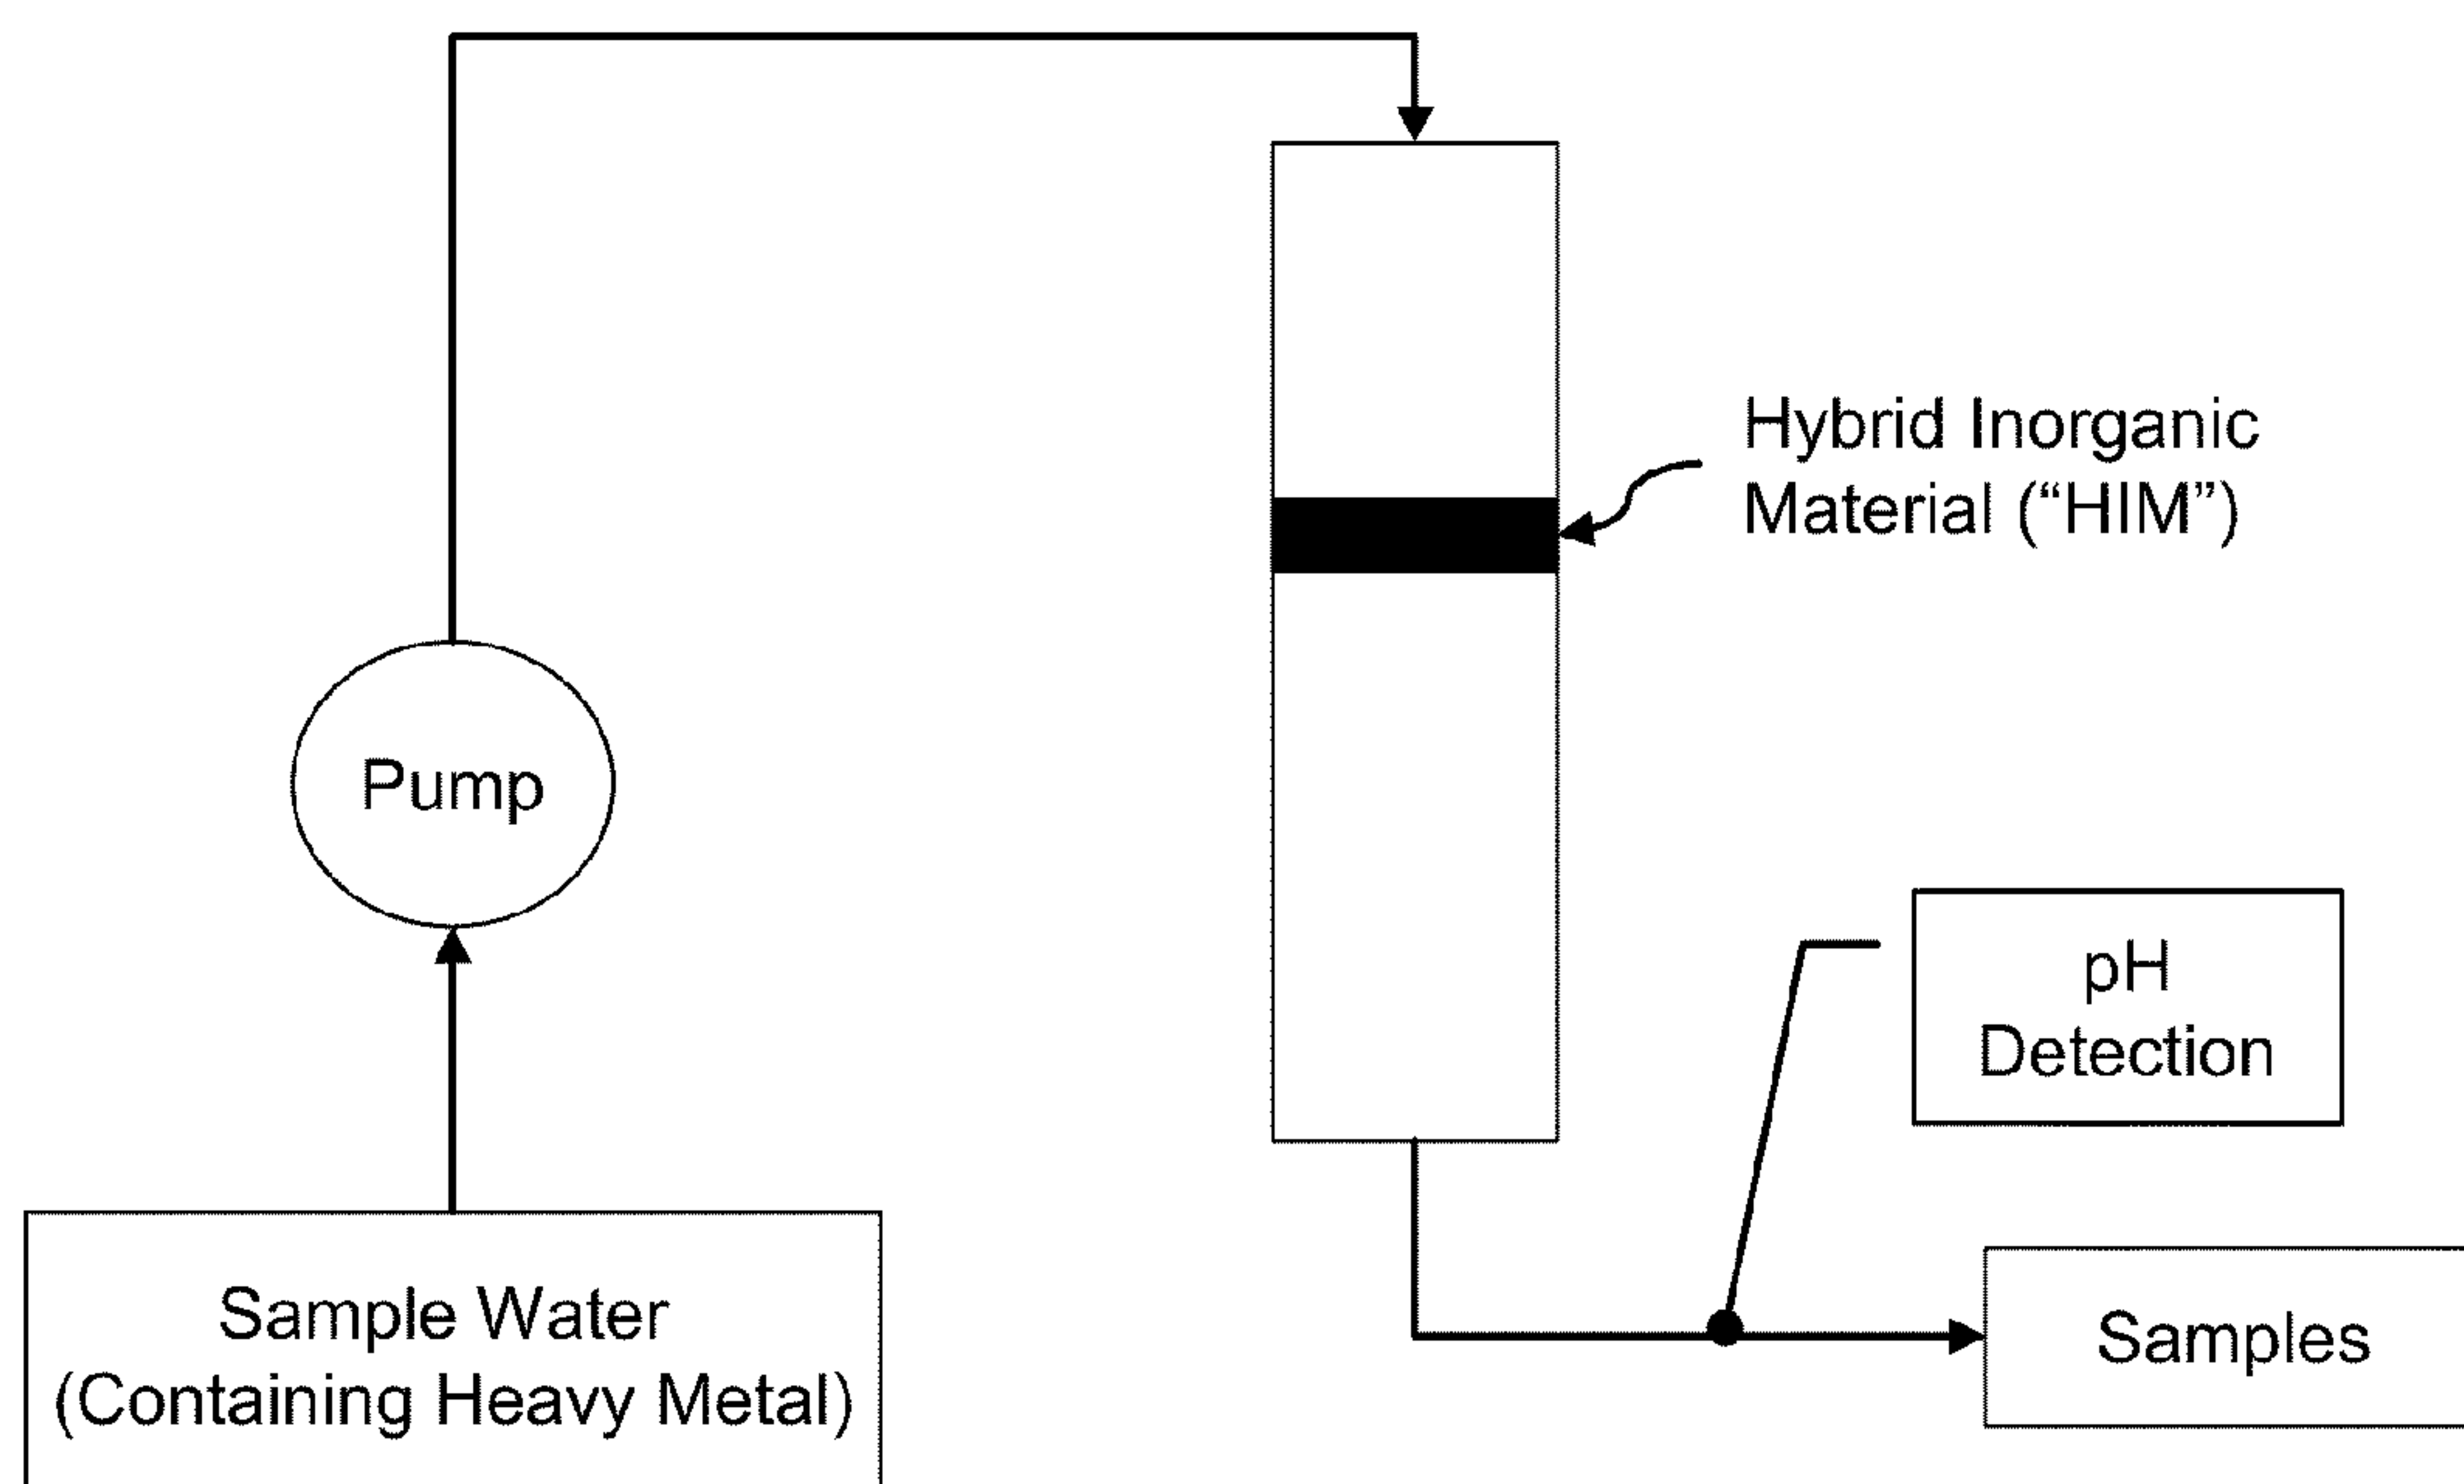 Hybrid Inorganic
Material (“HIM”)
Pump
pH
Detection
Sample Water
(Containing Heavy Metal)
Samples